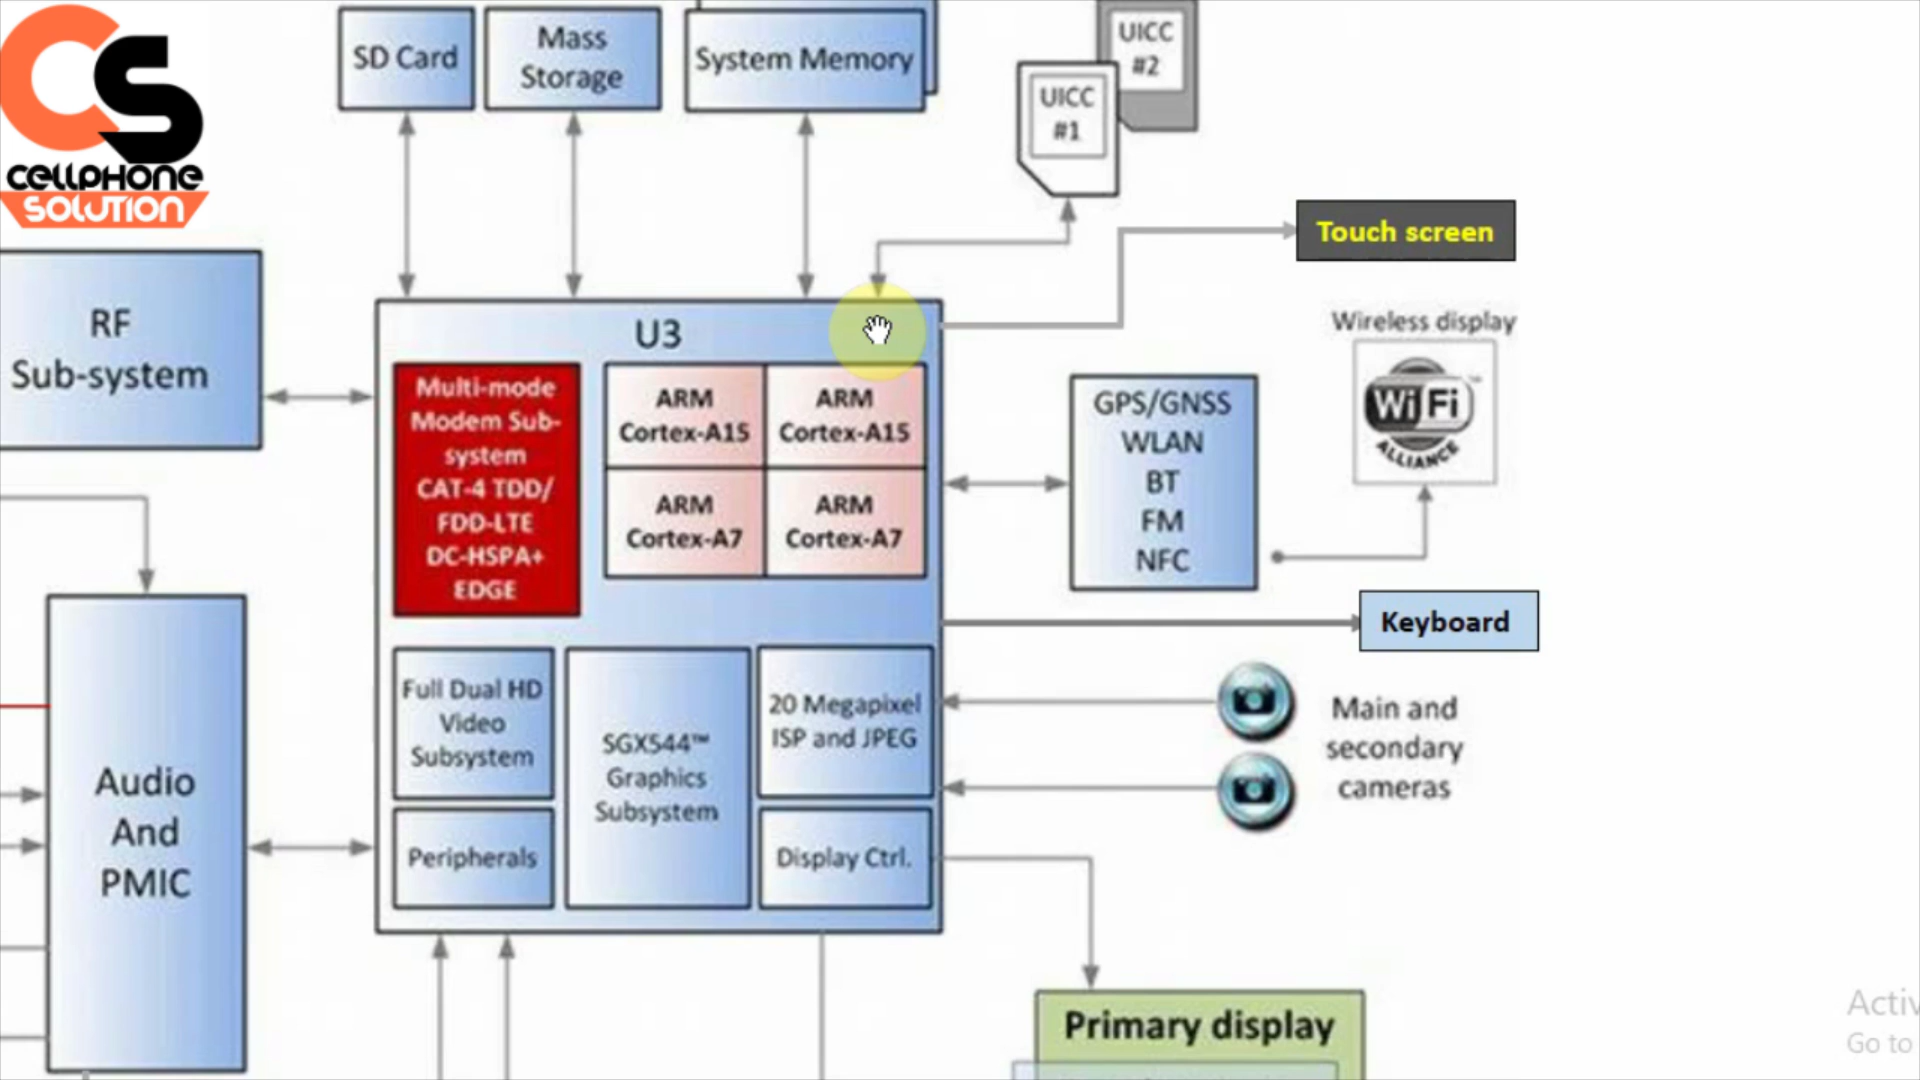 CS
CELLPHONE
SOLUTION
SD Card
Mass
Storage
System Memory
UICC
#2
UICC
#1
Touch screen
RF
Sub-system
U3
Multi-mode
Modem Sub-
system
CAT-4 TDD/
FDD-LTE
DC-HSPA+
EDGE
ARM
Cortex-A15
ARM
Cortex-A15
ARM
Cortex-A7
ARM
Cortex-A7
GPS/GNSS
WLAN
BT
FM
NFC
Wireless display
Wi Fi
ALLIANCE
™
Keyboard
Full Dual HD
Video
Subsystem
SGX544™
Graphics
Subsystem
20 Megapixel
ISP and JPEG
Main and
secondary
cameras
Audio
And
PMIC
Peripherals
Display Ctrl.
Primary display
Go to